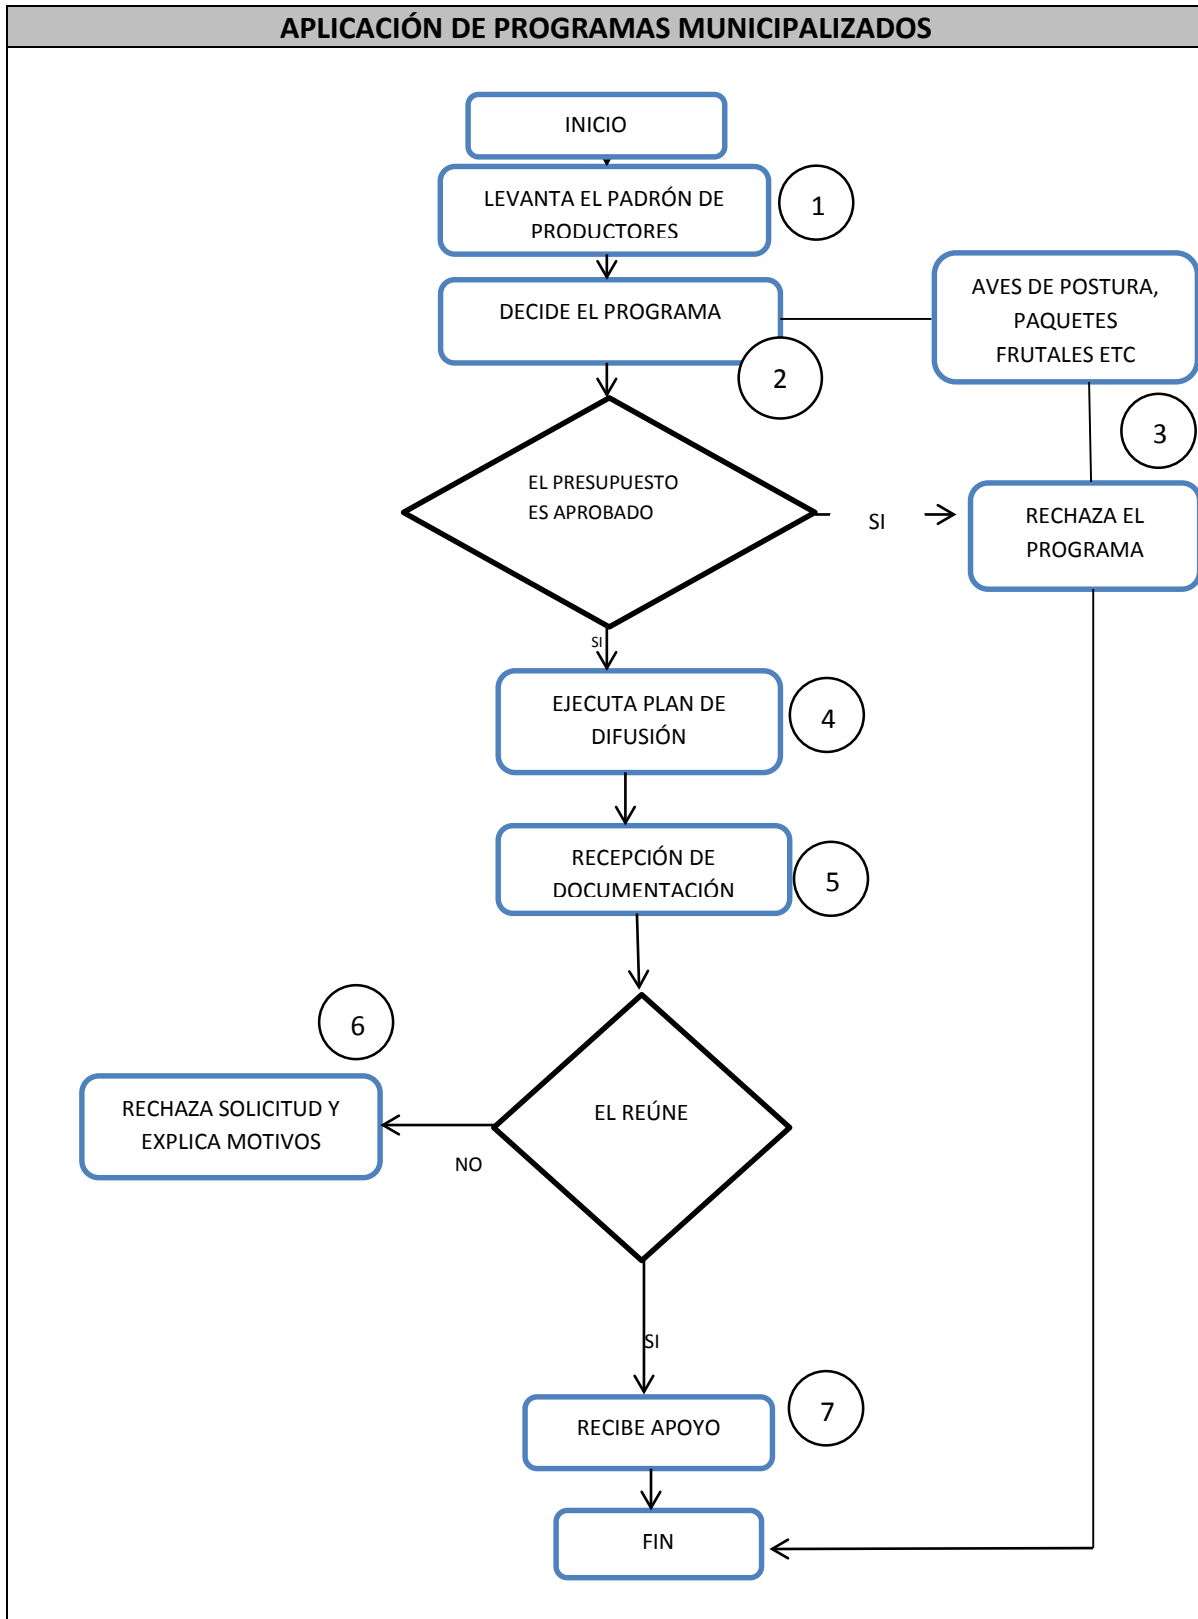 APLICACIÓN DE PROGRAMAS MUNICIPALIZADOS
INICIO
LEVANTA EL PADRÓN DE
PRODUCTORES
1
DECIDE EL PROGRAMA
2
AVES DE POSTURA,
PAQUETES
FRUTALES ETC
3
EL PRESUPUESTO
ES APROBADO
SI
RECHAZA EL
PROGRAMA
SI
EJECUTA PLAN DE
DIFUSIÓN
4
RECEPCIÓN DE
DOCUMENTACIÓN
5
6
EL REÚNE
RECHAZA SOLICITUD Y
EXPLICA MOTIVOS
NO
SI
RECIBE APOYO
7
FIN